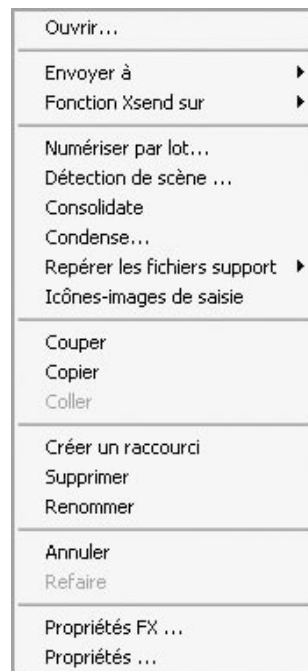 Ouvrir...
Envoyer à
Fonction Xsend sur
Numériser par lot...
Détection de scène ...
Consolidate
Condense...
Repérer les fichiers support
Icônes-images de saisie
Couper
Copier
Coller
Créer un raccourci
Supprimer
Renommer
Annuler
Refaire
Propriétés FX ...
Propriétés ...